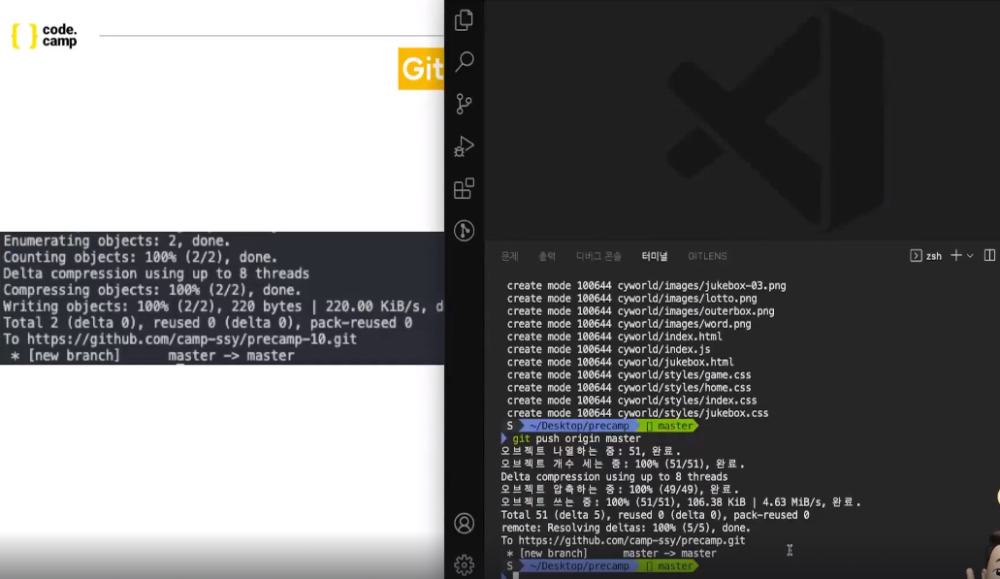 code.
camp
Git
Enumerating objects: 2, done.
Counting objects: 100% (2/2), done.
Delta compression using up to 8 threads
Compressing objects: 100% (2/2), done.
Writing objects: 100% (2/2), 220 bytes | 220.00 KiB/s, d
Total 2 (delta 0), reused 0 (delta 0), pack-reused 0
To https://github.com/camp-ssy/precamp-10.git
* [new branch] master -> master
문제 출력 디버그 콘솔 터미널 GITLENS
zsh
create mode 100644 cyworld/images/jukebox-03.png
create mode 100644 cyworld/images/lotto.png
create mode 100644 cyworld/images/outerbox.png
create mode 100644 cyworld/images/word.png
create mode 100644 cyworld/index.html
create mode 100644 cyworld/index.js
create mode 100644 cyworld/jukebox.html
create mode 100644 cyworld/styles/game.css
create mode 100644 cyworld/styles/home.css
create mode 100644 cyworld/styles/index.css
create mode 100644 cyworld/styles/jukebox.css
S ~/Desktop/precamp [] master
git push origin master
오브젝트 나열하는 중: 51, 완료.
오브젝트 개수 세는 중: 100% (51/51), 완료.
Delta compression using up to 8 threads
오브젝트 압축하는 중: 100% (49/49), 완료.
오브젝트 쓰는 중: 100% (51/51), 106.38 KiB | 4.63 MiB/s, 완료.
Total 51 (delta 5), reused 0 (delta 0), pack-reused 0
remote: Resolving deltas: 100% (5/5), done.
To https://github.com/camp-ssy/precamp.git
* [new branch] master -> master
S ~/Desktop/precamp [] master